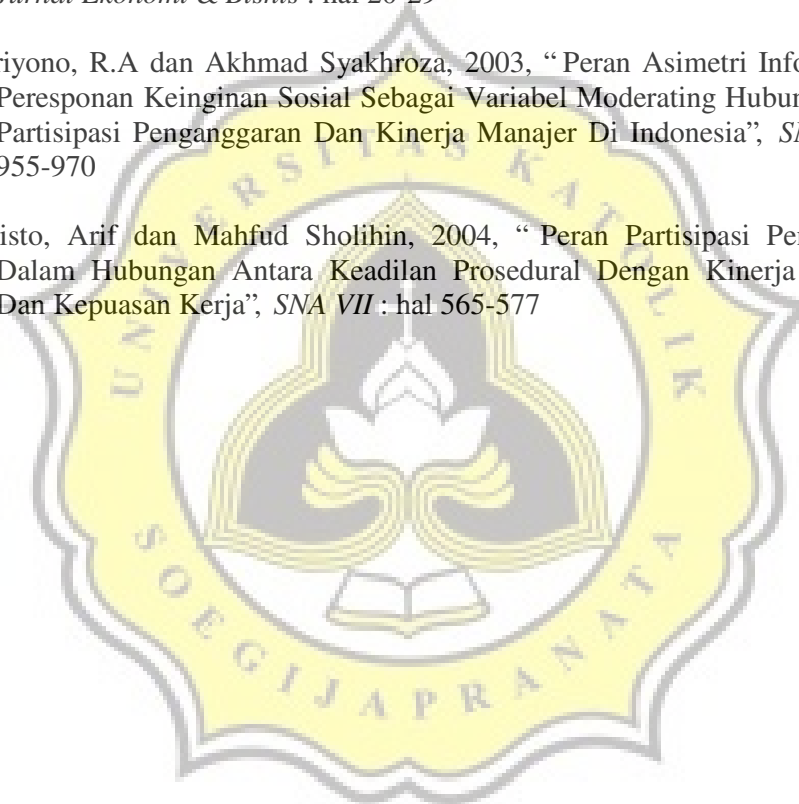 Jurnal Ekonomi & Bisnis : hal 20-29
riyono, R.A dan Akhmad Syakhroza, 2003, “ Peran Asimetri Info
Peresponan Keinginan Sosial Sebagai Variabel Moderating Hubun
Partisipasi Penganggaran Dan Kinerja Manajer Di Indonesia”, SN
955-970
isto, Arif dan Mahfud Sholihin, 2004, “ Peran Partisipasi Pen
Dalam Hubungan Antara Keadilan Prosedural Dengan Kinerja
Dan Kepuasan Kerja”, SNA VII : hal 565-577
UNIVERSITAS KATOLIK
SOEGIJAPRANATA